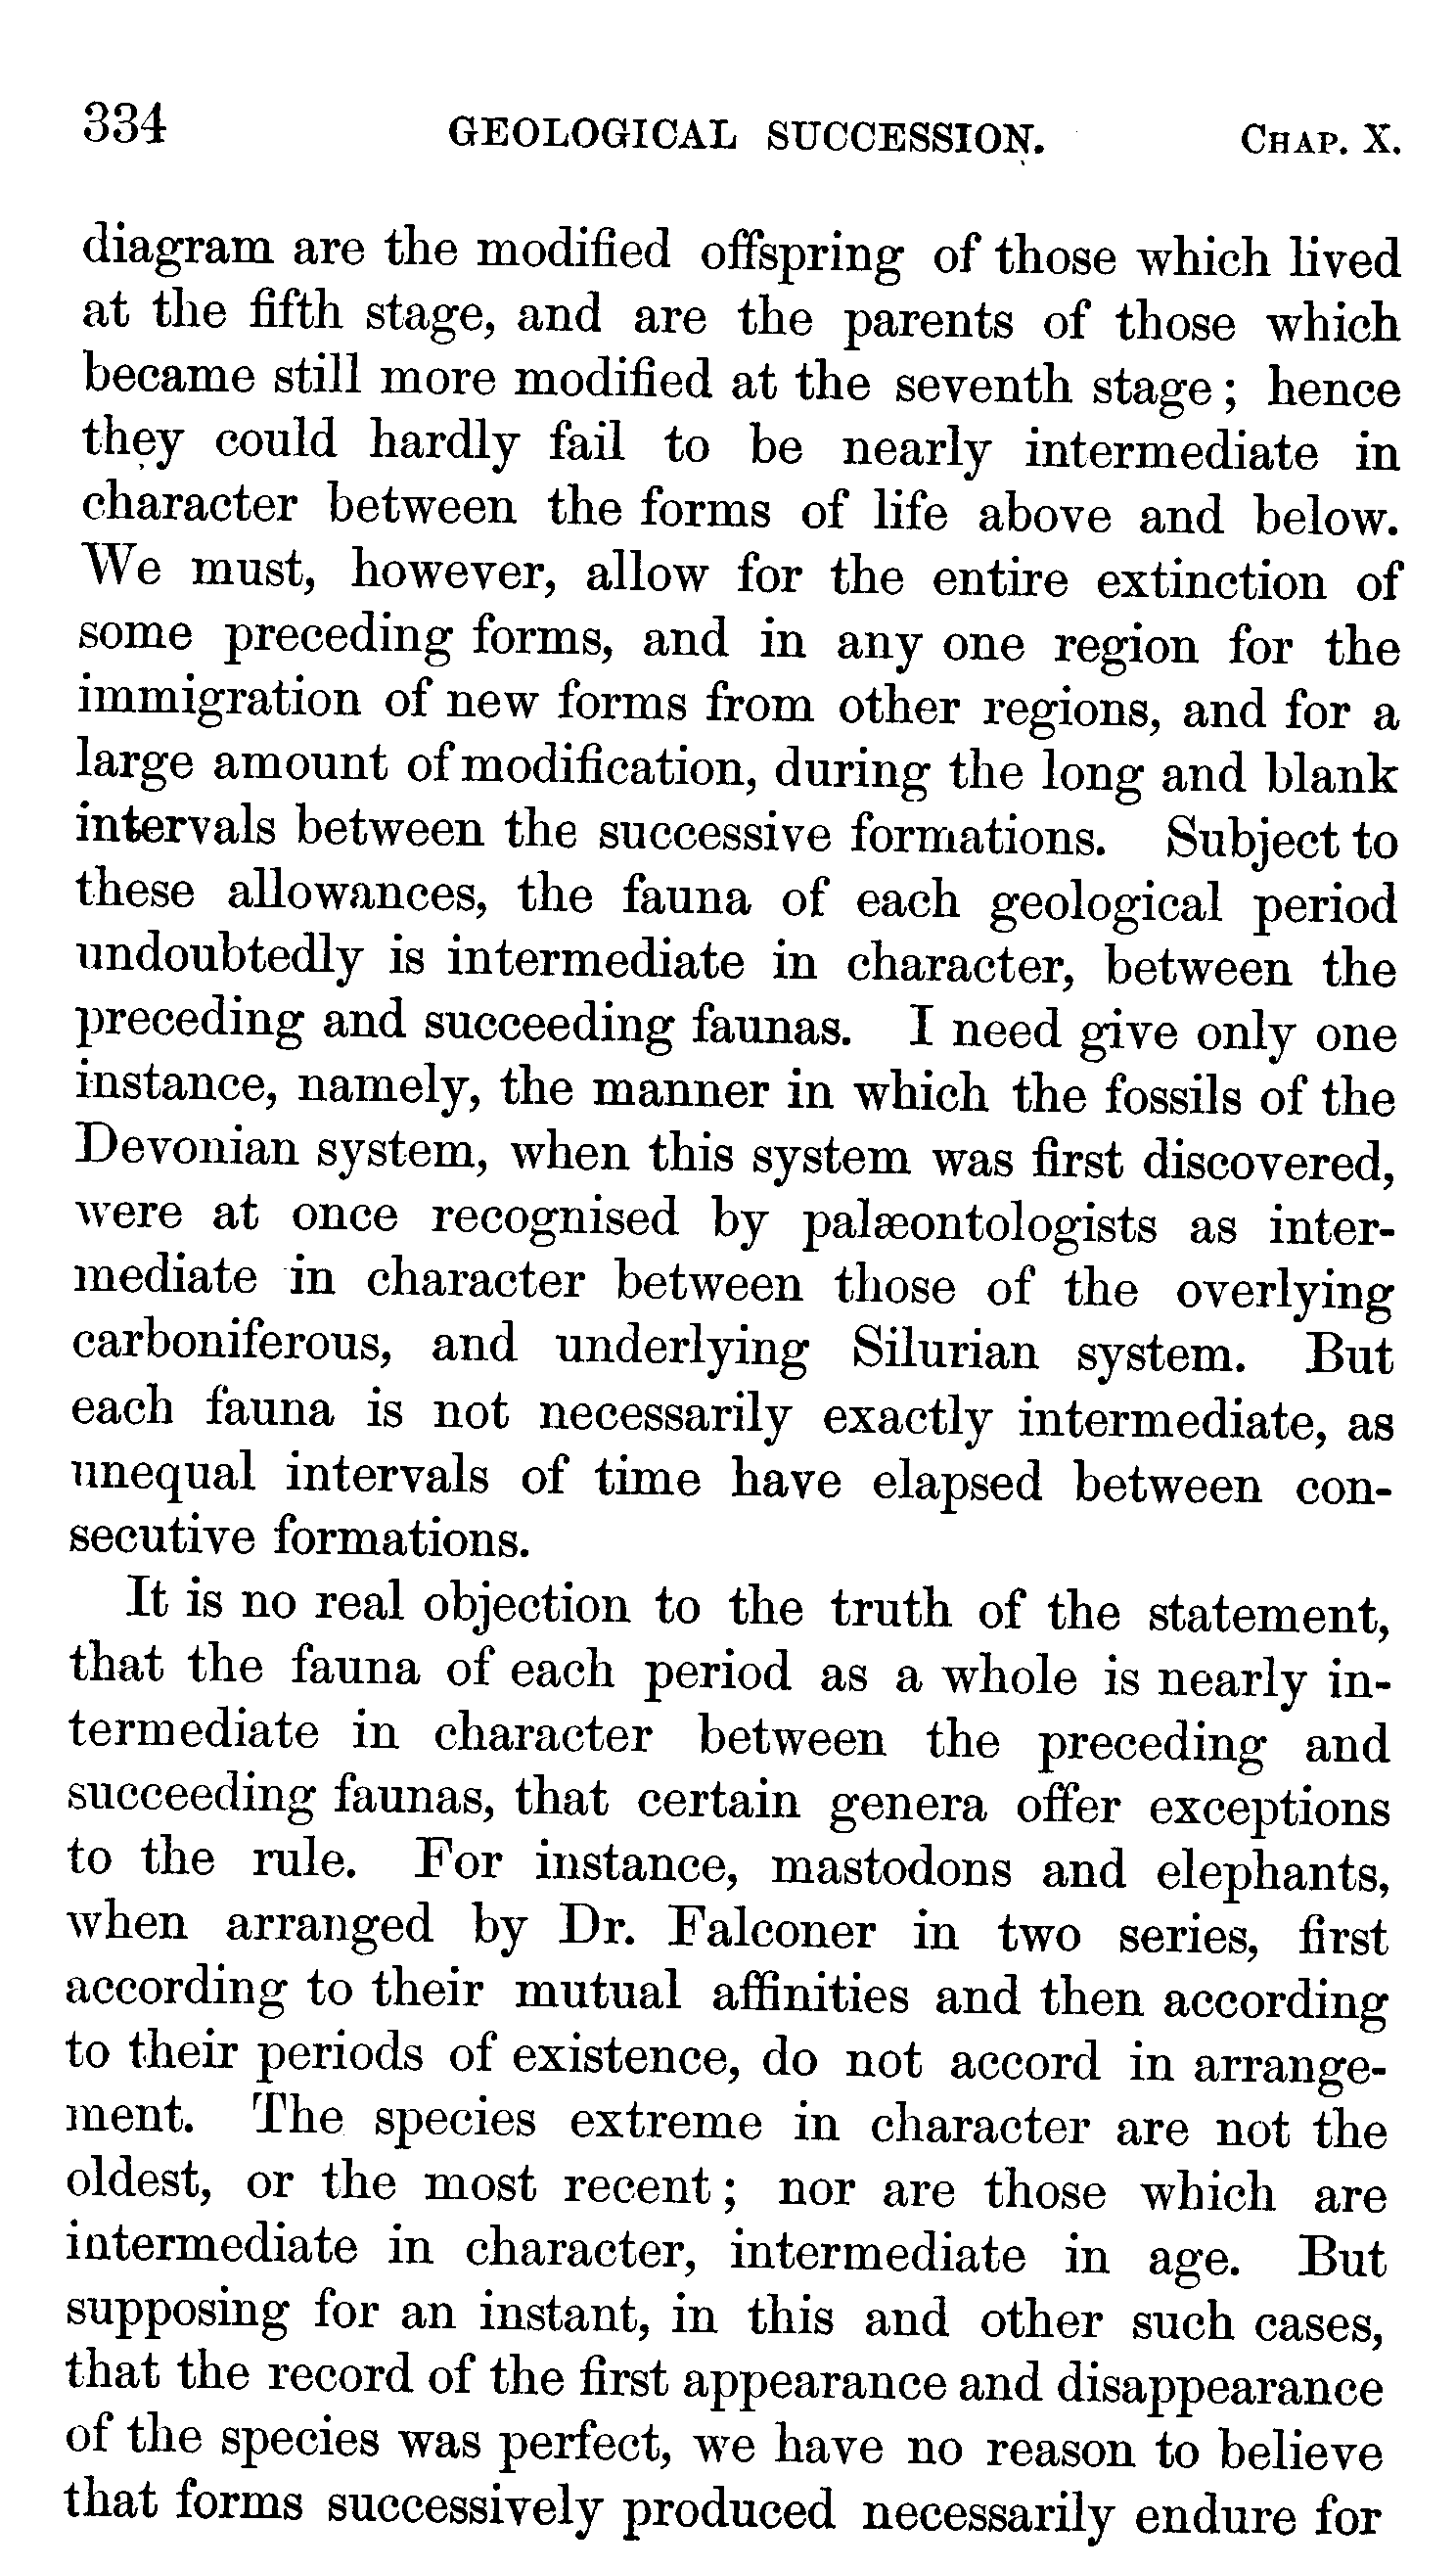 334 GEOLOGICAL SUCCESSION. CHAP. X.
diagram are the modified offspring of those which lived
at the fifth stage, and are the parents of those which
became still more modified at the seventh stage; hence
they could hardly fail to be nearly intermediate in
character between the forms of life above and below.
We must, however, allow for the entire extinction of
some preceding forms, and in any one region for the
immigration of new forms from other regions, and for a
large amount of modification, during the long and blank
intervals between the successive formations. Subject to
these allowances, the fauna of each geological period
undoubtedly is intermediate in character, between the
preceding and succeeding faunas. I need give only one
instance, namely, the manner in which the fossils of the
Devonian system, when this system was first discovered,
were at once recognised by palæontologists as inter-
mediate in character between those of the overlying
carboniferous, and underlying Silurian system. But
each fauna is not necessarily exactly intermediate, as
unequal intervals of time have elapsed between con-
secutive formations.
It is no real objection to the truth of the statement,
that the fauna of each period as a whole is nearly in-
termediate in character between the preceding and
succeeding faunas, that certain genera offer exceptions
to the rule. For instance, mastodons and elephants,
when arranged by Dr. Falconer in two series, first
according to their mutual affinities and then according
to their periods of existence, do not accord in arrange-
ment. The species extreme in character are not the
oldest, or the most recent; nor are those which are
intermediate in character, intermediate in age. But
supposing for an instant, in this and other such cases,
that the record of the first appearance and disappearance
of the species was perfect, we have no reason to believe
that forms successively produced necessarily endure for